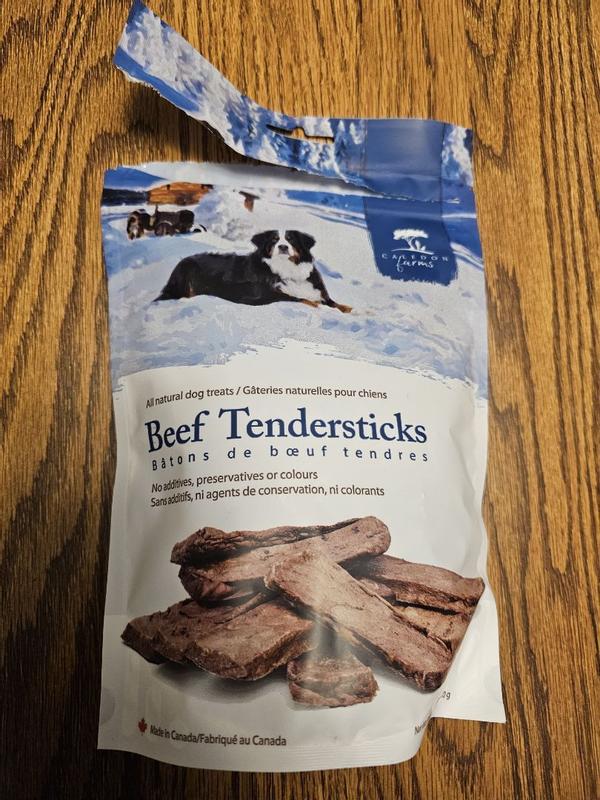 CALEDON
farms
All natural dog treats / Gâteries naturelles pour chiens
Beef Tendersticks
Bâtons de bœuf tendres
No additives, preservatives or colours
Sans additifs, ni agents de conservation, ni colorants
Made in Canada/Fabriqué au Canada